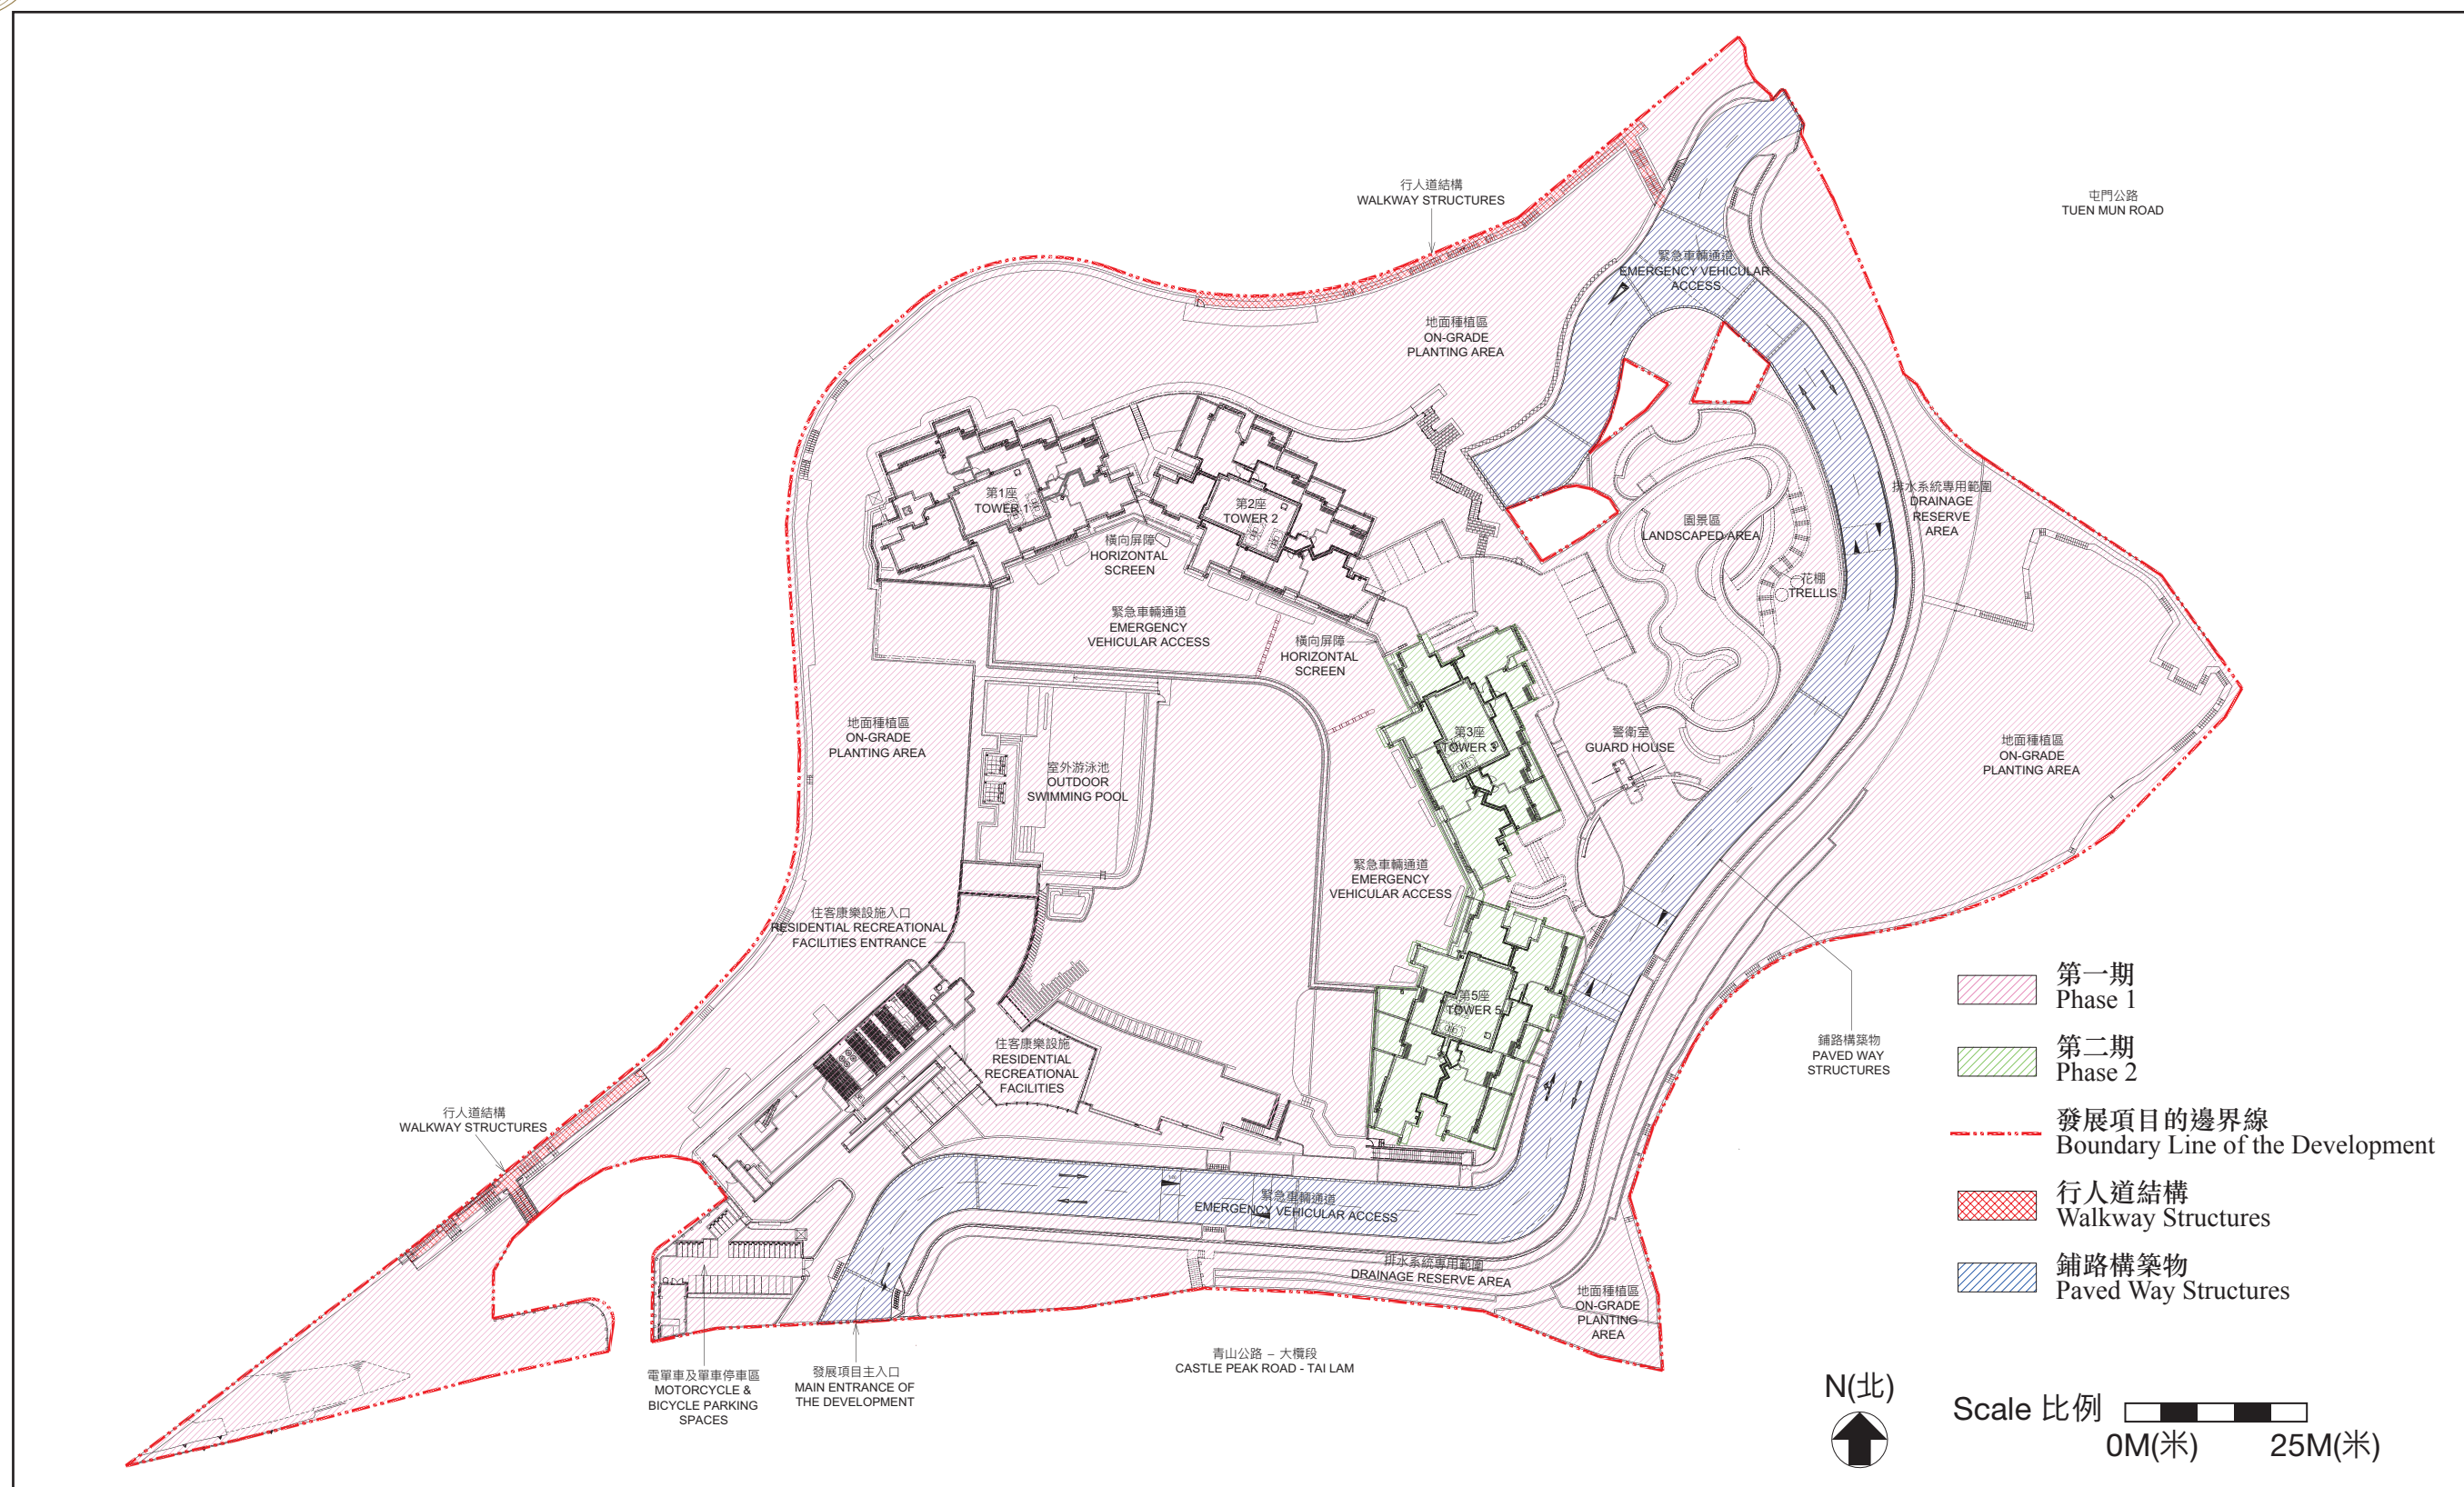 行人道結構
WALKWAY STRUCTURES
屯門公路
TUEN MUN ROAD
緊急車輛通道
EMERGENCY VEHICULAR
ACCESS
地面種植區
ON-GRADE
PLANTING AREA
第1座
TOWER 1
第2座
TOWER 2
橫向屏障
HORIZONTAL
SCREEN
排水系統專用範圍
DRAINAGE
RESERVE
AREA
園景區
LANDSCAPED AREA
花棚
TRELLIS
緊急車輛通道
EMERGENCY
VEHICULAR ACCESS
橫向屏障
HORIZONTAL
SCREEN
地面種植區
ON-GRADE
PLANTING AREA
第3座
TOWER 3
警衛室
GUARD HOUSE
地面種植區
ON-GRADE
PLANTING AREA
室外游泳池
OUTDOOR
SWIMMING POOL
緊急車輛通道
EMERGENCY
VEHICULAR ACCESS
住客康樂設施入口
RESIDENTIAL RECREATIONAL
FACILITIES ENTRANCE
第5座
TOWER 5
住客康樂設施
RESIDENTIAL
RECREATIONAL
FACILITIES
鋪路構築物
PAVED WAY
STRUCTURES
行人道結構
WALKWAY STRUCTURES
緊急車輛通道
EMERGENCY VEHICULAR ACCESS
排水系統專用範圍
DRAINAGE RESERVE AREA
地面種植區
ON-GRADE
PLANTING
AREA
青山公路 – 大欖段
CASTLE PEAK ROAD - TAI LAM
電單車及單車停車區
MOTORCYCLE &
BICYCLE PARKING
SPACES
發展項目主入口
MAIN ENTRANCE OF
THE DEVELOPMENT
第一期
Phase 1
第二期
Phase 2
發展項目的邊界線
Boundary Line of the Development
行人道結構
Walkway Structures
鋪路構築物
Paved Way Structures
N(北)
Scale 比例
0M(米)
25M(米)